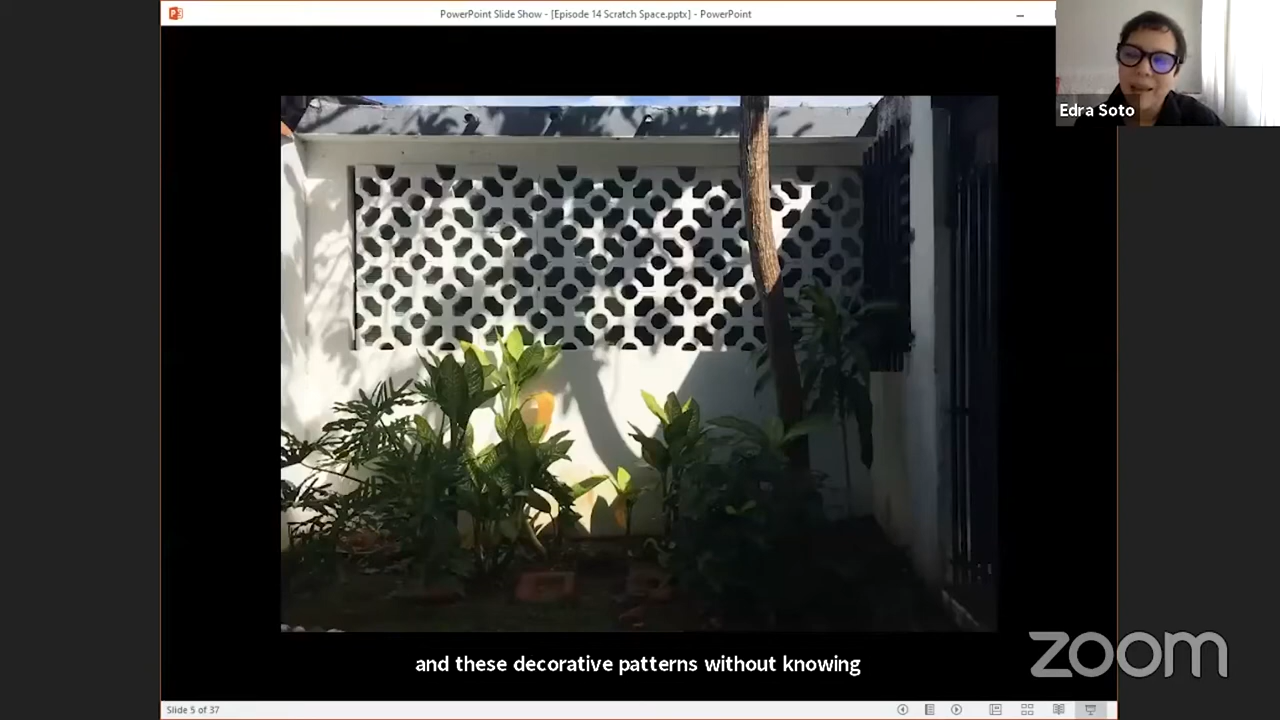 PowerPoint Slide Show - [Episode 14 Scratch Space.pptx] - PowerPoint
Edra Soto
and these decorative patterns without knowing
zoom
Slide 5 of 37